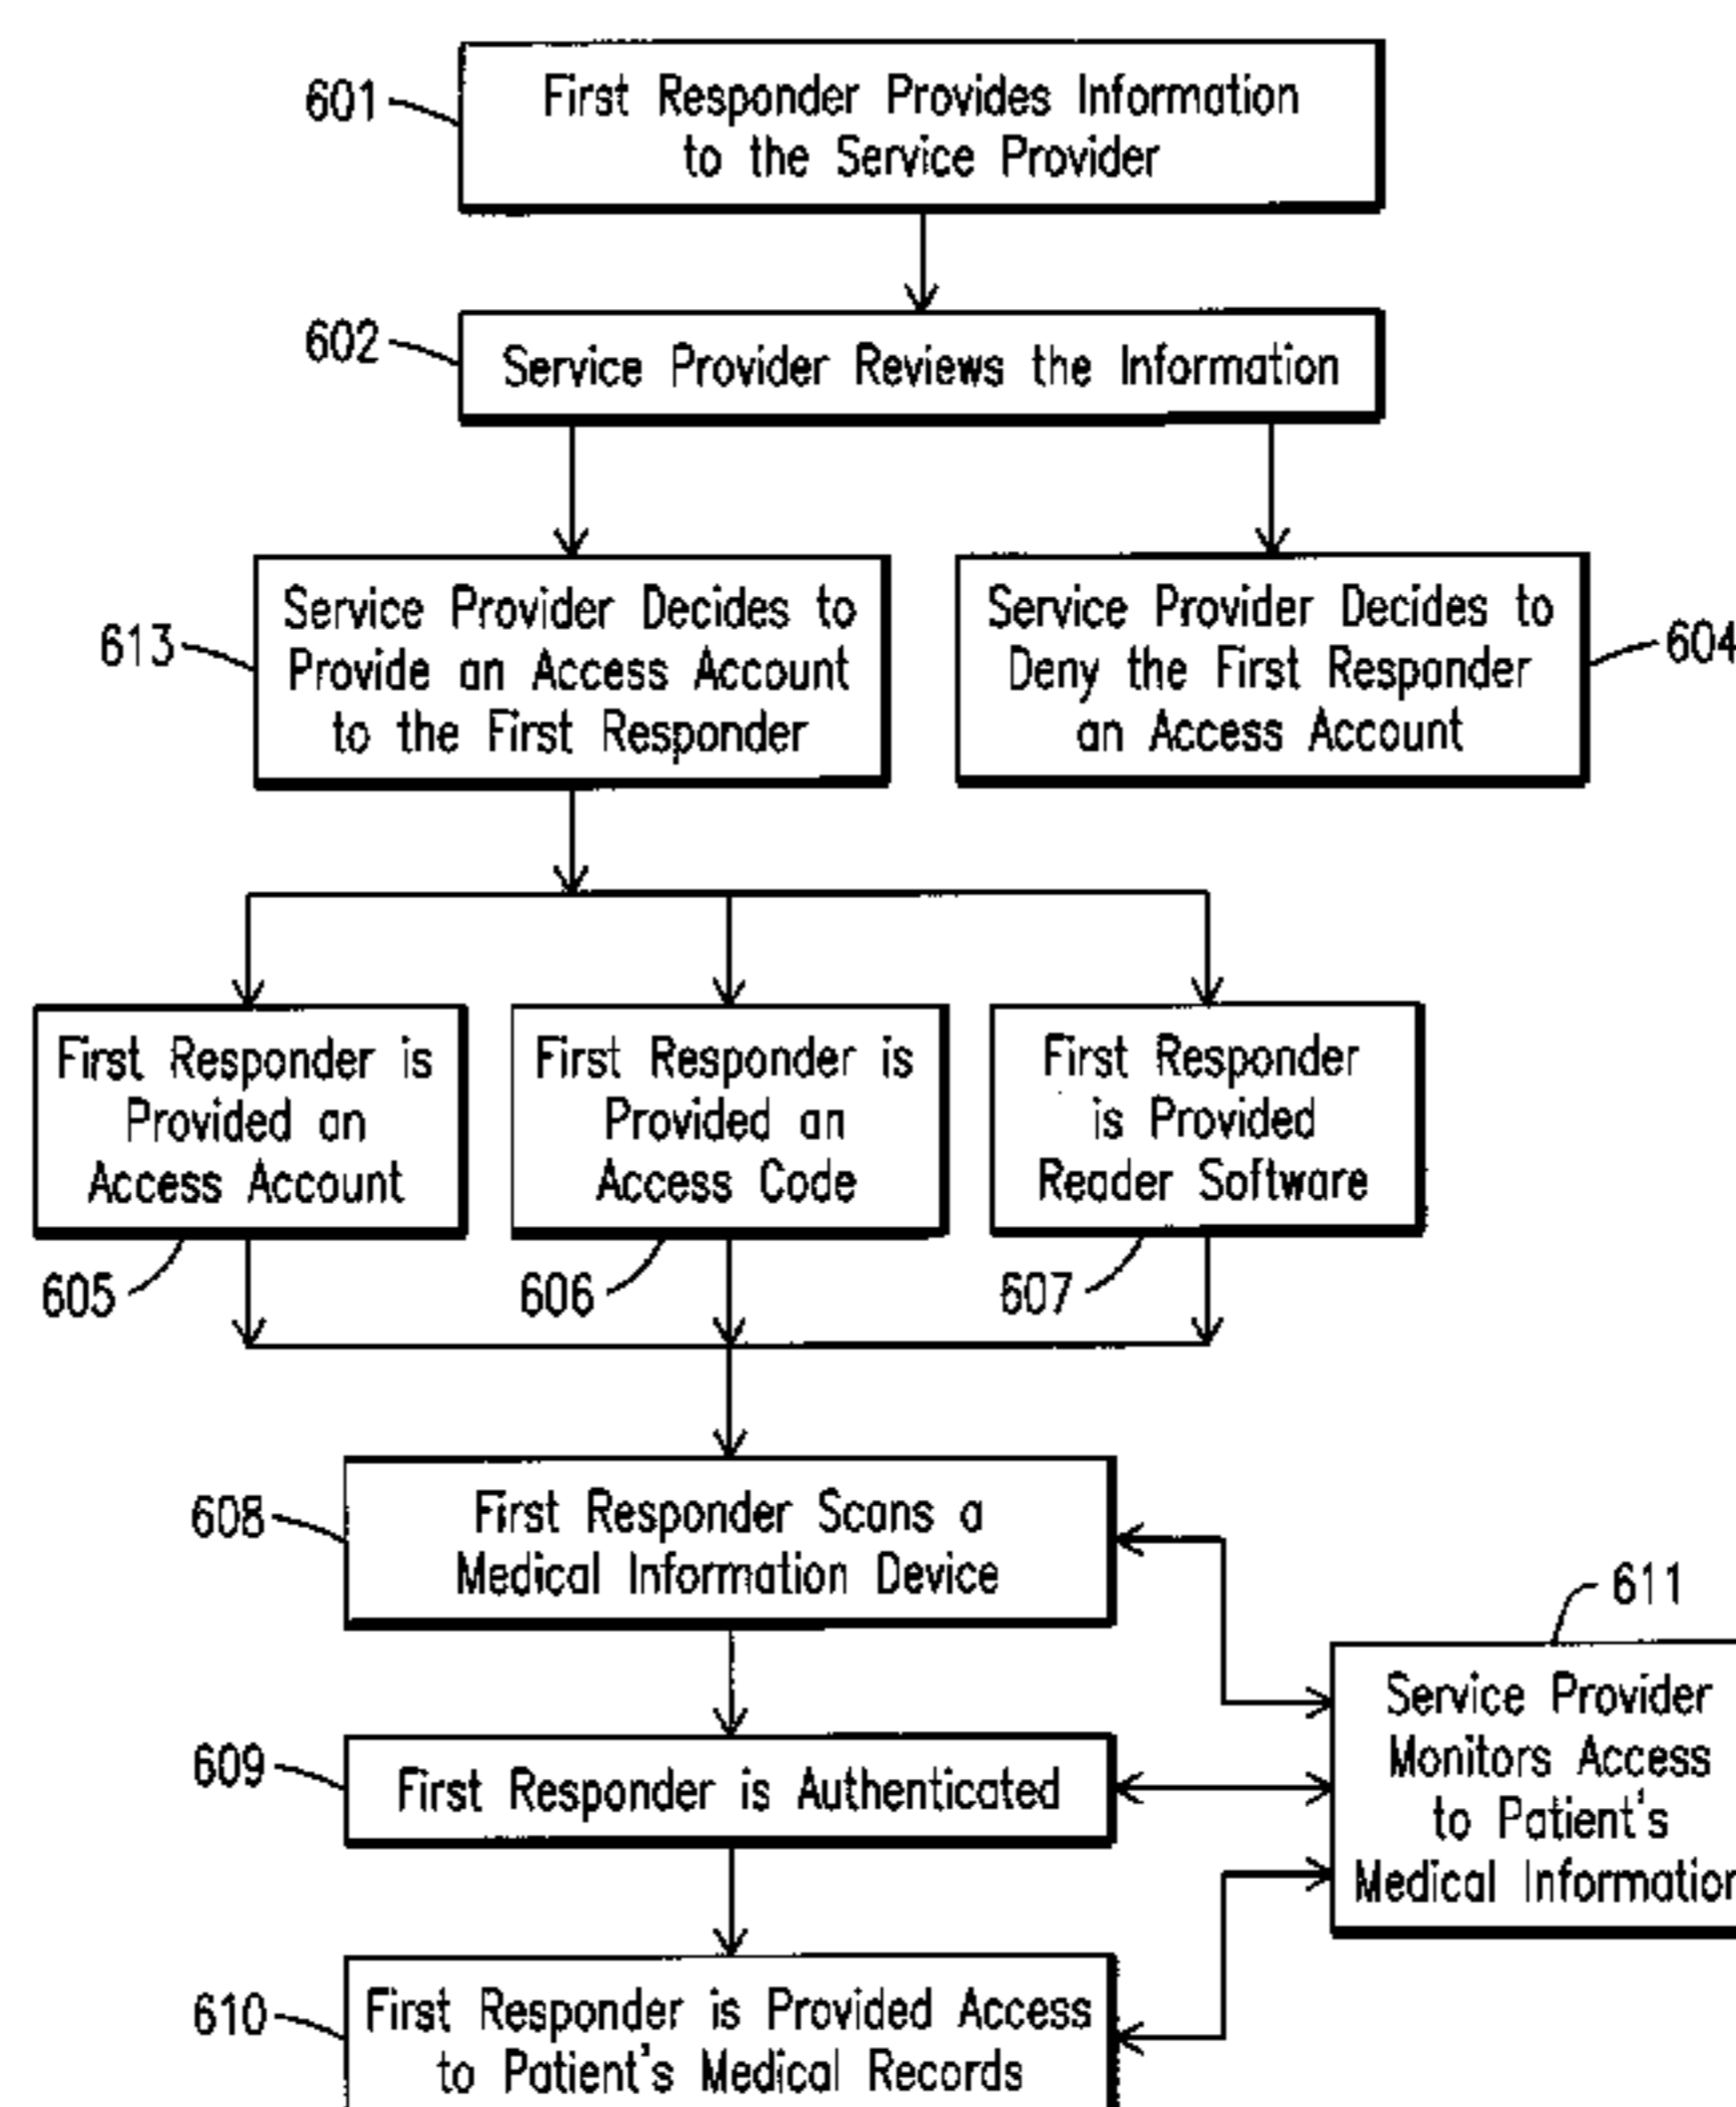 601
First Responder Provides Information
to the Service Provider
602
Service Provider Reviews the Information
613
Service Provider Decides to
Provide an Access Account
to the First Responder
Service Provider Decides to
Deny the First Responder
an Access Account
604
First Responder is
Provided an
Access Account
First Responder is
Provided an
Access Code
First Responder
is Provided
Reader Software
605
606
607
608
First Responder Scans a
Medical Information Device
611
Service Provider
Monitors Access
to Patient's
Medical Information
609
First Responder is Authenticated
610
First Responder is Provided Access
to Patient's Medical Records